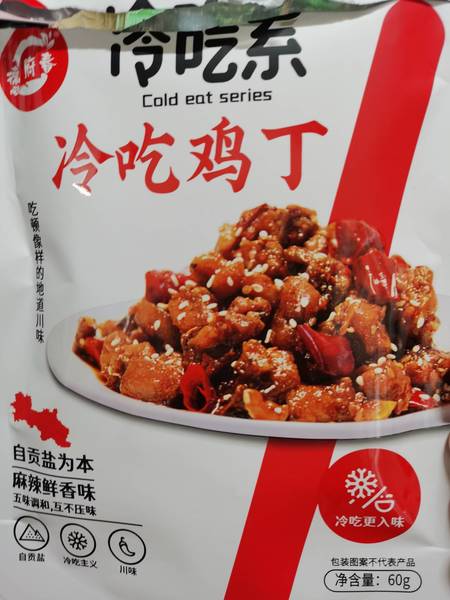 冷吃系
Cold eat series
冷吃鸡丁
吃顿像样的地道川味
自贡盐为本
麻辣鲜香味
五味调和,互不压味
自贡盐
冷吃主义
川味
冷吃更入味
包装图案不代表产品
净含量：60g